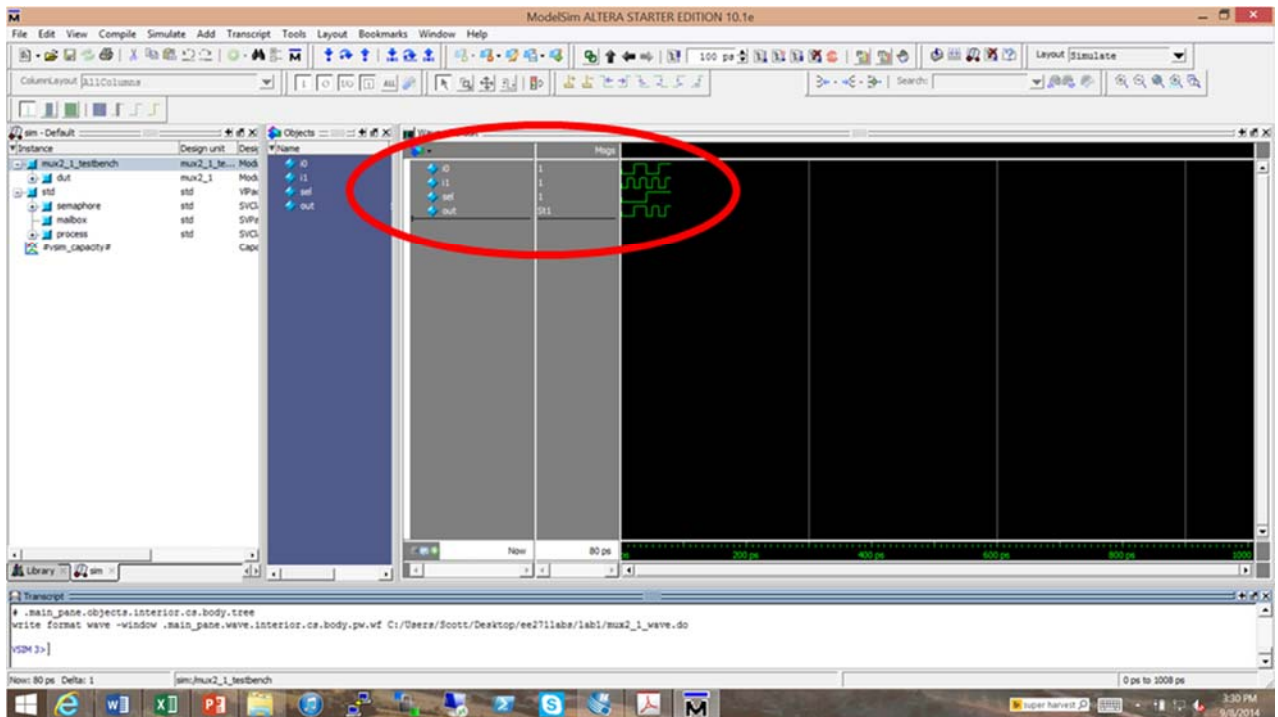 ModelSim ALTERA STARTER EDITION 10.1e
File Edit View Compile Simulate Add Transcript Tools Layout Bookmarks Window Help
100 ps
Layout Simulate
ColumnLayout AllColumns
Search:
sim - Default
Objects
Instance Design unit
Name
Msgs
mux2_1_testbench mux2_1_te...
dut mux2_1
std std
semaphore std
mailbox std
process std
#vsim_capacity#
i0
i1
sel
out
i0 1
i1 1
sel 1
out St1
Now 80 ps
200 ps 400 ps 600 ps 800 ps 1000
Library sim
Transcript
# .main_pane.objects.interior.cs.body.tree
write format wave -window .main_pane.wave.interior.cs.body.pw.wf C:/Users/Scott/Desktop/ee271labs/lab1/mux2_1_wave.do
VSIM 3>
Now: 80 ps Delta: 1 sim:/mux2_1_testbench 0 ps to 1008 ps
super harvest
3:30 PM
9/8/2014